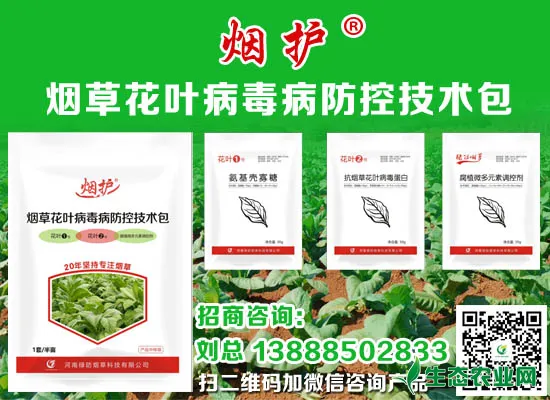 烟护®
烟草花叶病毒病防控技术包
烟护
烟草花叶病毒病防控技术包
花叶1号
花叶2号
20年坚持专注烟草
1套/半亩
河南绿防烟草科技有限公司
花叶1号
氨基壳寡糖
花叶2号
抗烟草花叶病毒蛋白
腐植微多元素调控剂
招商咨询：
刘总 13888502833
扫二维码加微信咨询产品
生态农业网